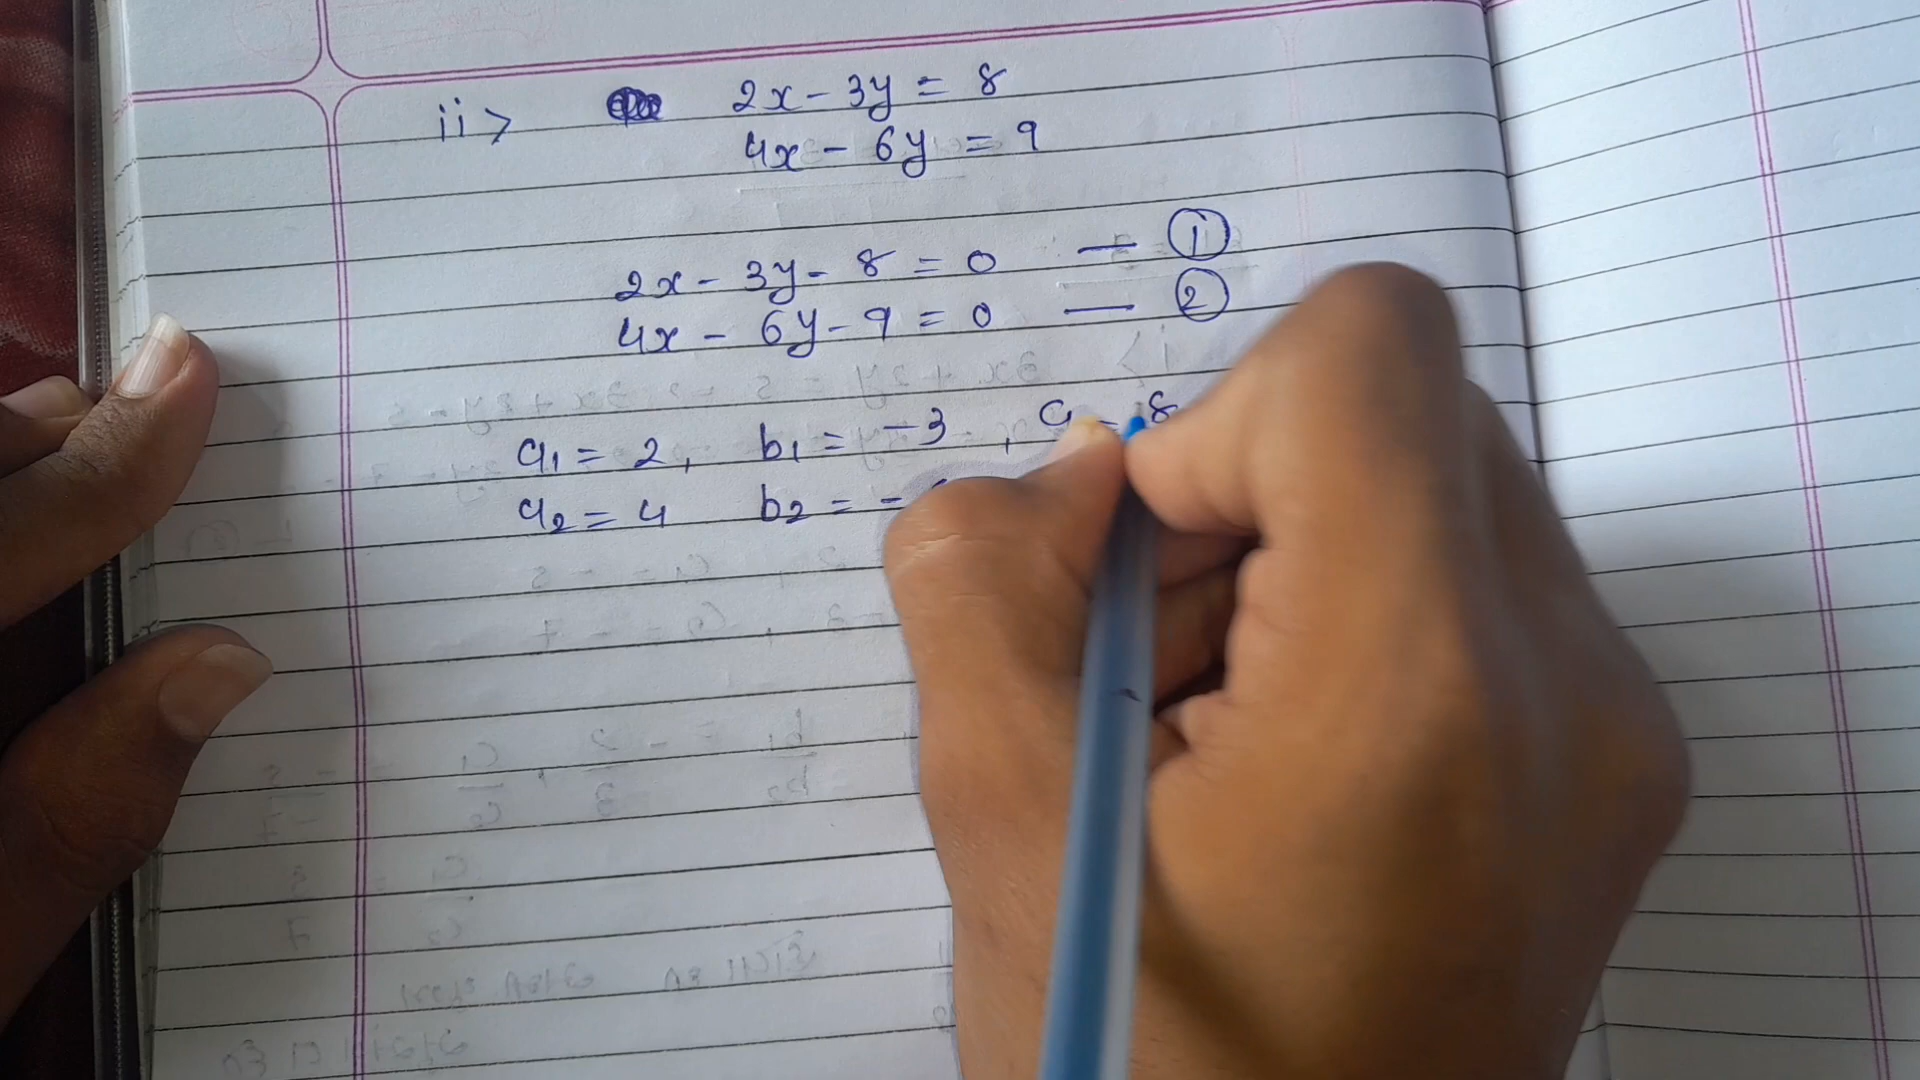 ii> 2x - 3y = 8
4x - 6y = 9
2x - 3y - 8 = 0 — ①
4x - 6y - 9 = 0 — ②
a₁ = 2, b₁ = -3, c₁ = 8
a₂ = 4 b₂ = -